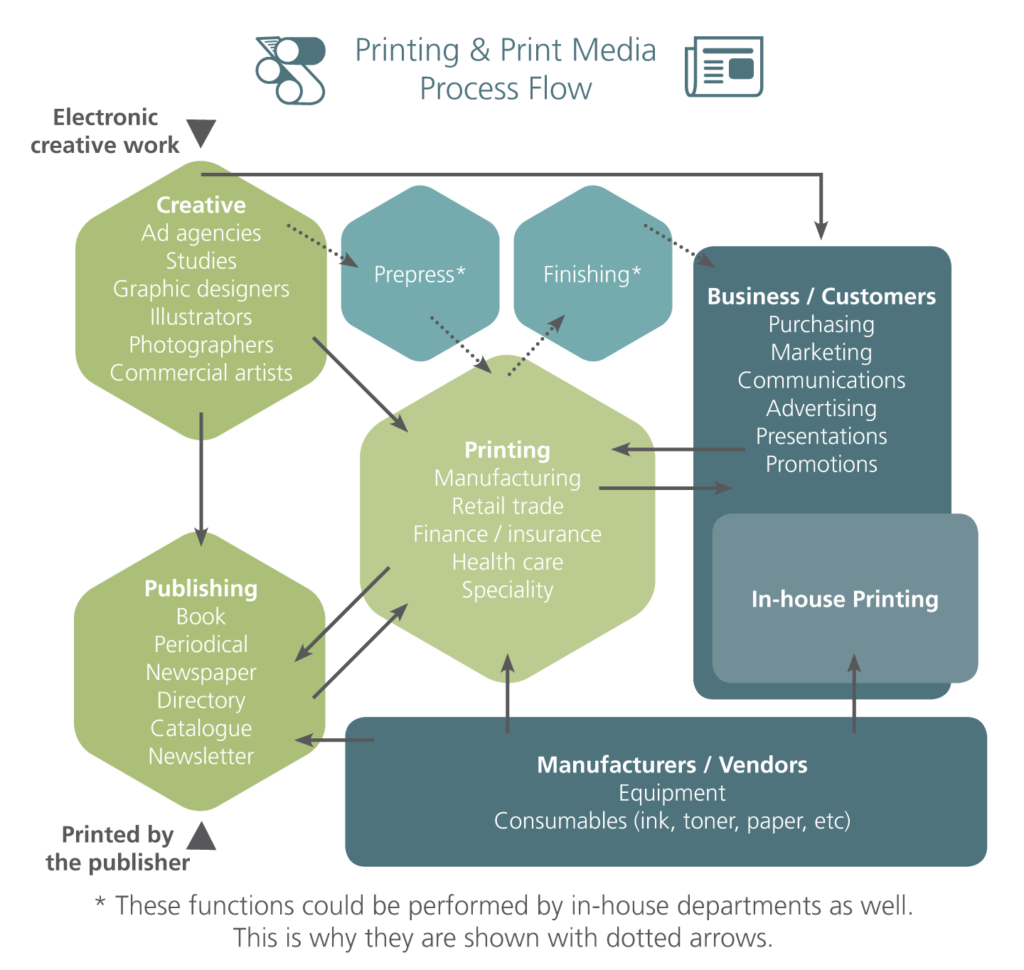 Printing & Print Media
Process Flow
Electronic
creative work
Creative
Ad agencies
Studies
Graphic designers
Illustrators
Photographers
Commercial artists
Prepress*
Finishing*
Business / Customers
Purchasing
Marketing
Communications
Advertising
Presentations
Promotions
Printing
Manufacturing
Retail trade
Finance / insurance
Health care
Speciality
In-house Printing
Publishing
Book
Periodical
Newspaper
Directory
Catalogue
Newsletter
Manufacturers / Vendors
Equipment
Consumables (ink, toner, paper, etc)
Printed by
the publisher
* These functions could be performed by in-house departments as well.
This is why they are shown with dotted arrows.